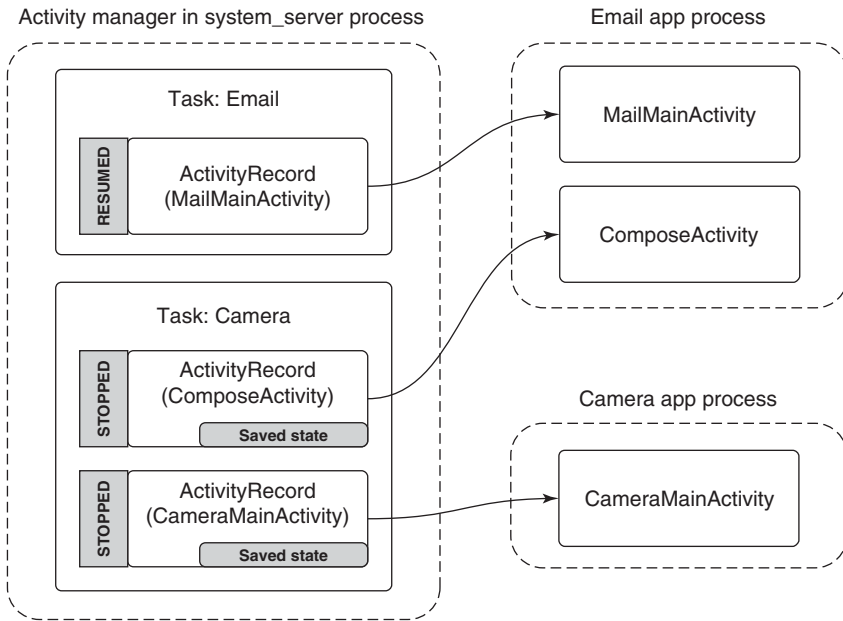 Activity manager in system_server process
Email app process
Task: Email
RESUMED
ActivityRecord
(MailMainActivity)
MailMainActivity
ComposeActivity
Task: Camera
STOPPED
ActivityRecord
(ComposeActivity)
Saved state
STOPPED
ActivityRecord
(CameraMainActivity)
Saved state
Camera app process
CameraMainActivity